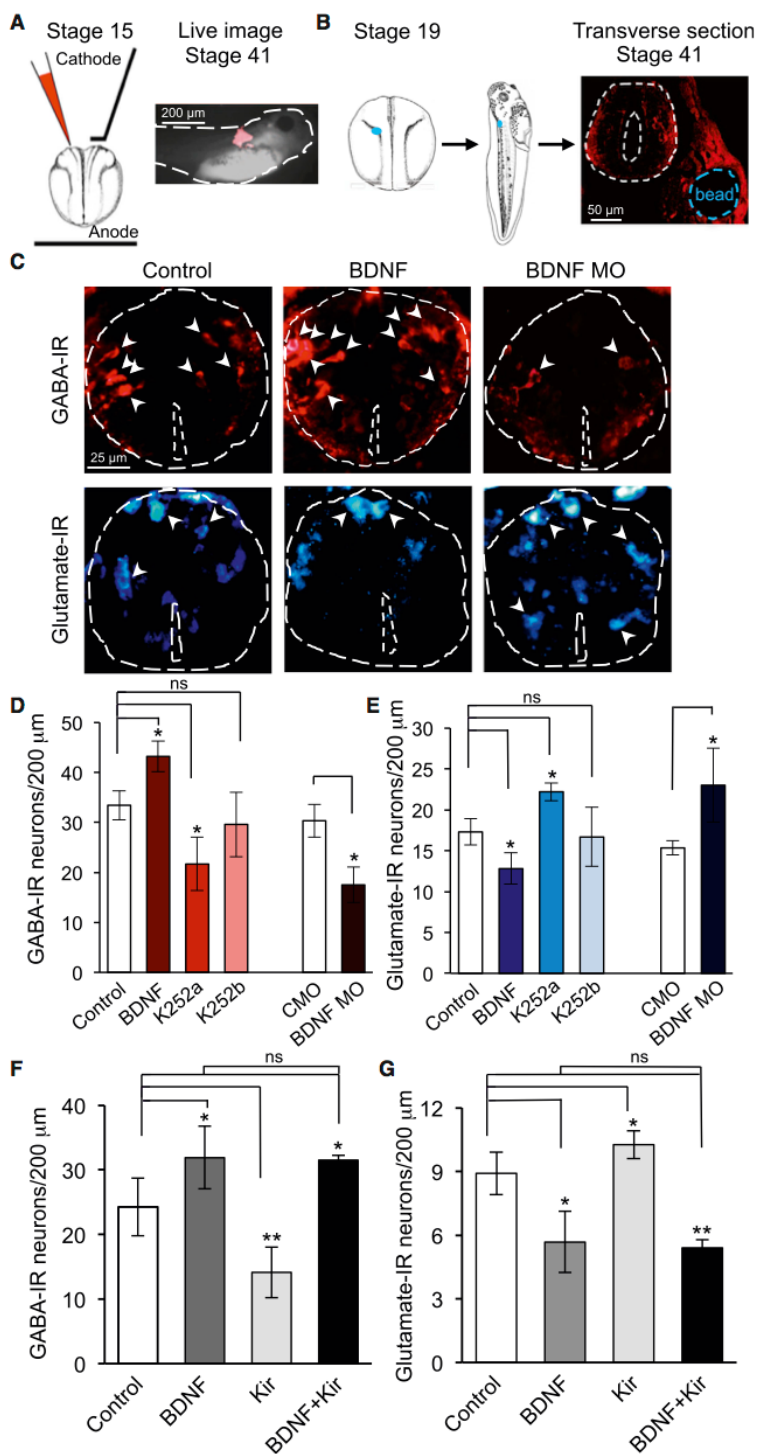 A
Stage 15
Cathode
Anode
Live image
Stage 41
200 μm
B
Stage 19
Transverse section
Stage 41
bead
50 μm
C
Control
BDNF
BDNF MO
GABA-IR
25 μm
Glutamate-IR
D
GABA-IR neurons/200 μm
50
40
30
20
10
0
ns
*
*
*
Control
BDNF
K252a
K252b
CMO
BDNF MO
E
Glutamate-IR neurons/200 μm
30
25
20
15
10
5
0
ns
*
*
*
Control
BDNF
K252a
K252b
CMO
BDNF MO
F
GABA-IR neurons/200 μm
40
30
20
10
0
ns
*
**
*
Control
BDNF
Kir
BDNF+Kir
G
Glutamate-IR neurons/200 μm
12
9
6
3
0
ns
*
*
**
Control
BDNF
Kir
BDNF+Kir